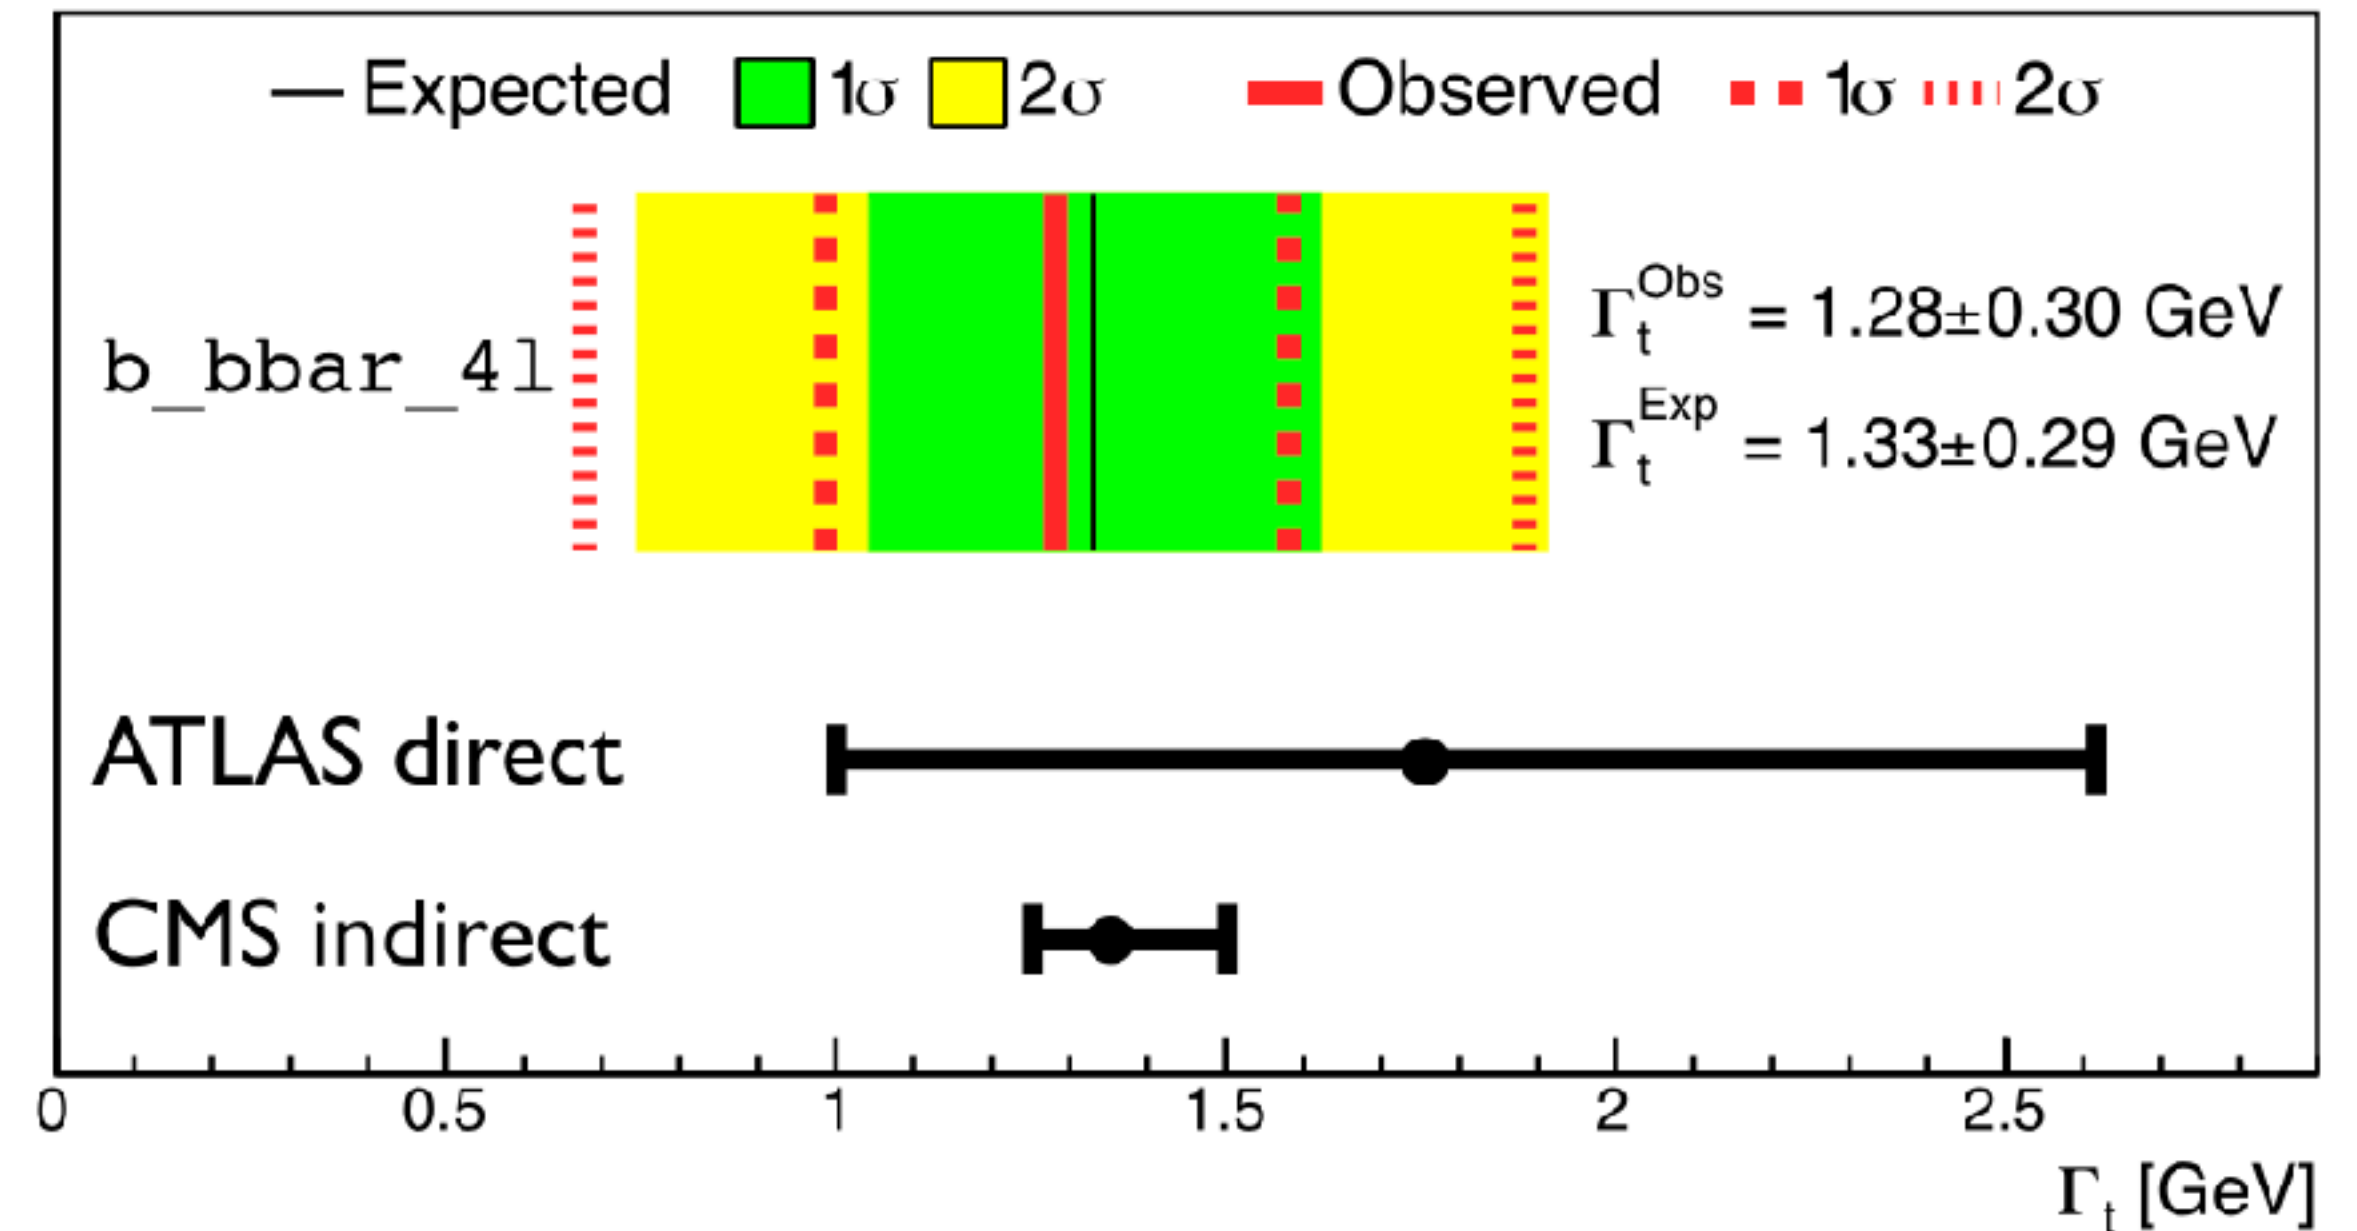 Expected 1σ 2σ Observed 1σ 2σ
b_bbar_4l
Γ_t^Obs = 1.28±0.30 GeV
Γ_t^Exp = 1.33±0.29 GeV
ATLAS direct
CMS indirect
0 0.5 1 1.5 2 2.5
Γ_t [GeV]